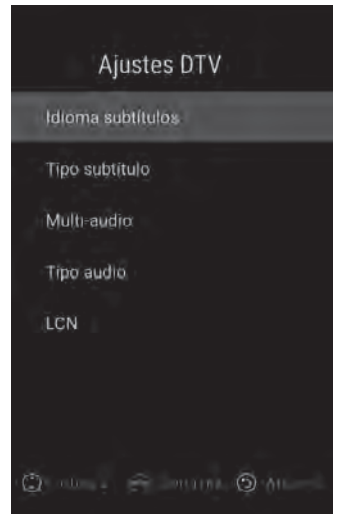 Ajustes DTV
Idioma subtítulos
Tipo subtítulo
Multi-audio
Tipo audio
LCN